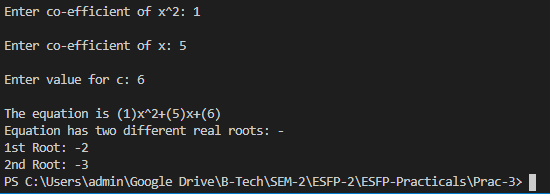 Enter co-efficient of x^2: 1
Enter co-efficient of x: 5
Enter value for c: 6
The equation is (1)x^2+(5)x+(6)
Equation has two different real roots: -
1st Root: -2
2nd Root: -3
PS C:\Users\admin\Google Drive\B-Tech\SEM-2\ESFP-2\ESFP-Practicals\Prac-3>